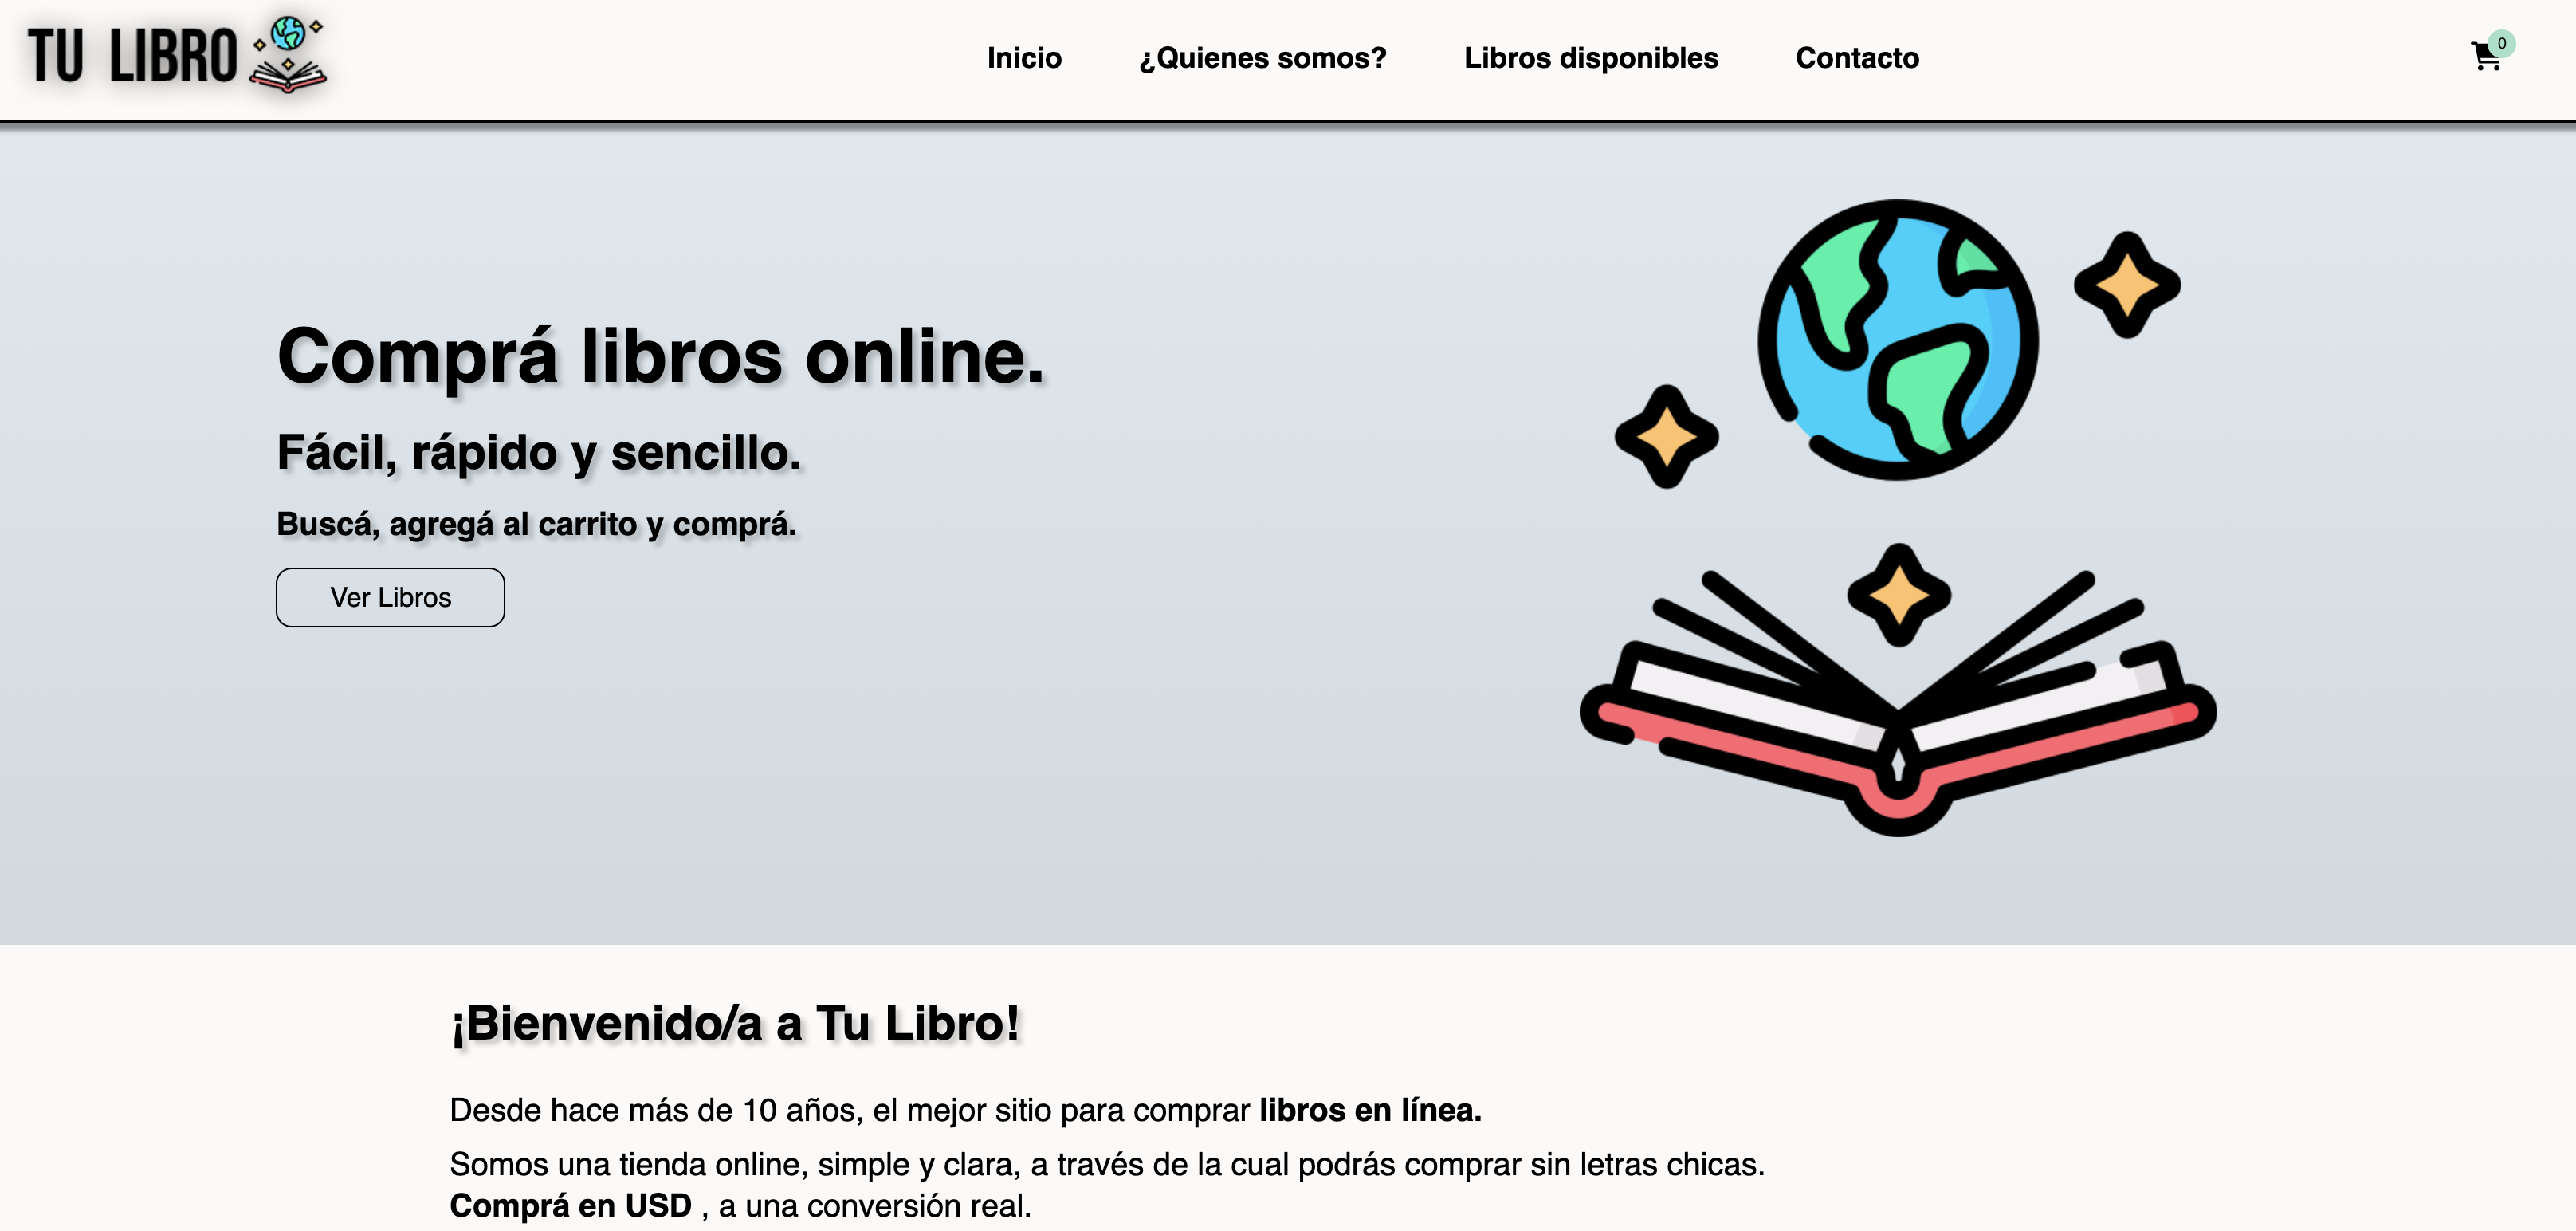 TU LIBRO
Inicio
¿Quienes somos?
Libros disponibles
Contacto
0
Comprá libros online.
Fácil, rápido y sencillo.
Buscá, agregá al carrito y comprá.
Ver Libros
¡Bienvenido/a a Tu Libro!
Desde hace más de 10 años, el mejor sitio para comprar libros en línea.
Somos una tienda online, simple y clara, a través de la cual podrás comprar sin letras chicas.
Comprá en USD , a una conversión real.